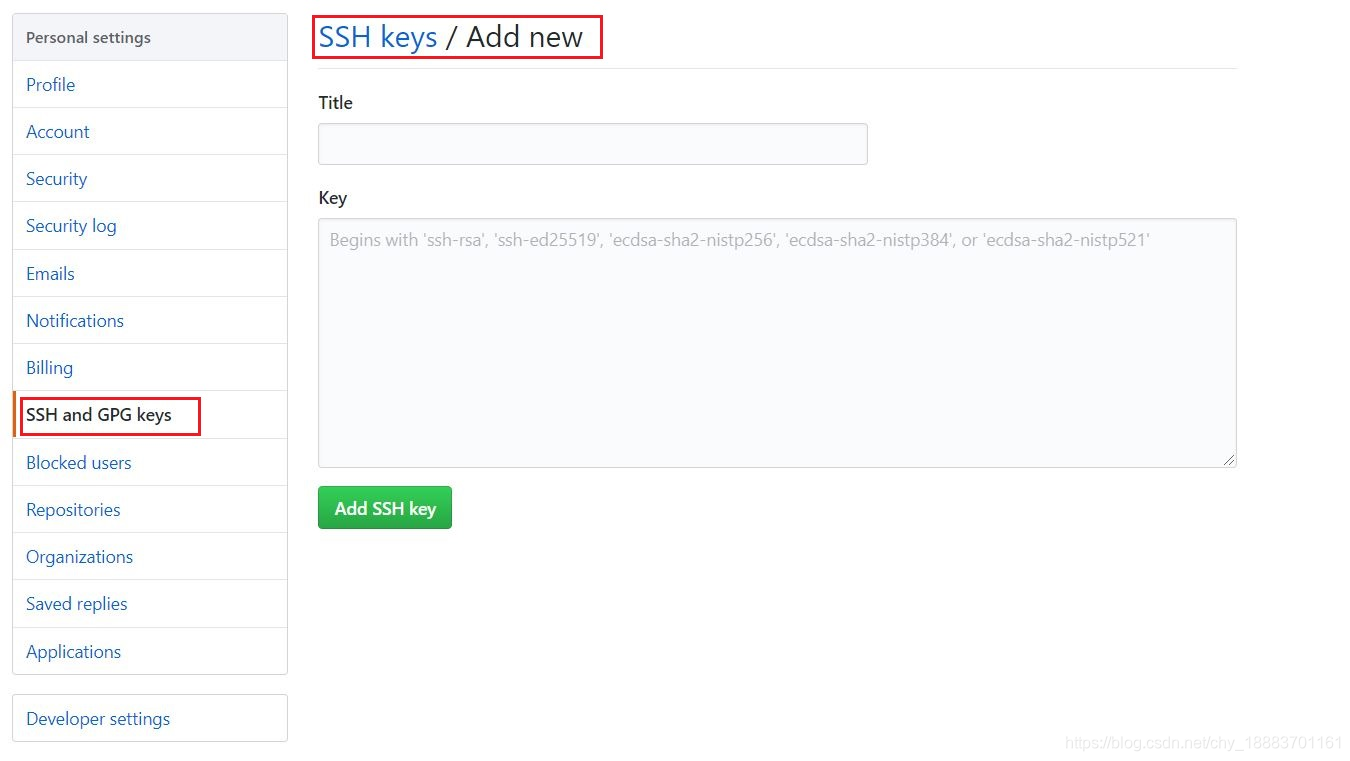 Personal settings
Profile
Account
Security
Security log
Emails
Notifications
Billing
SSH and GPG keys
Blocked users
Repositories
Organizations
Saved replies
Applications
Developer settings
SSH keys / Add new
Title
Key
Begins with 'ssh-rsa', 'ssh-ed25519', 'ecdsa-sha2-nistp256', 'ecdsa-sha2-nistp384', or 'ecdsa-sha2-nistp521'
Add SSH key
https://blog.csdn.net/chy_18883701161